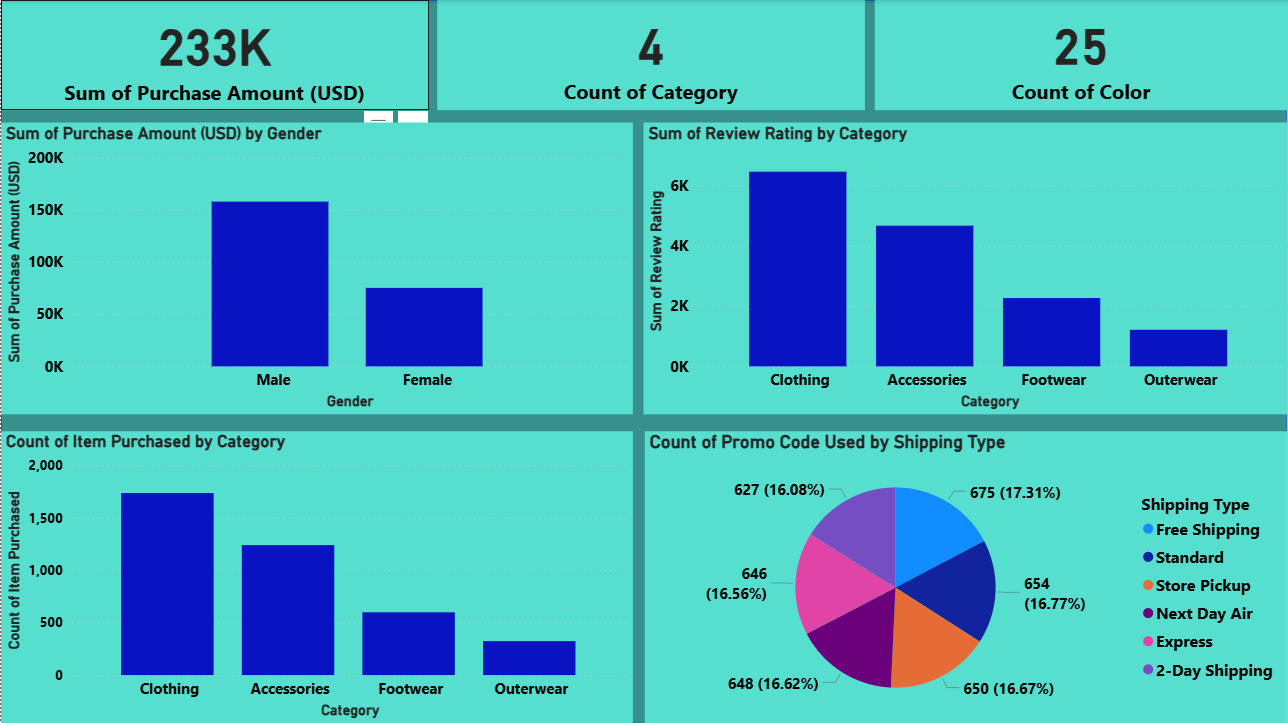 233K
Sum of Purchase Amount (USD)
4
Count of Category
25
Count of Color
Sum of Purchase Amount (USD) by Gender
Sum of Purchase Amount (USD)
200K
150K
100K
50K
0K
Male
Female
Gender
Sum of Review Rating by Category
Sum of Review Rating
6K
4K
2K
0K
Clothing
Accessories
Footwear
Outerwear
Category
Count of Item Purchased by Category
Count of Item Purchased
2,000
1,500
1,000
500
0
Clothing
Accessories
Footwear
Outerwear
Category
Count of Promo Code Used by Shipping Type
627 (16.08%)
675 (17.31%)
646
(16.56%)
654
(16.77%)
648 (16.62%)
650 (16.67%)
Shipping Type
Free Shipping
Standard
Store Pickup
Next Day Air
Express
2-Day Shipping